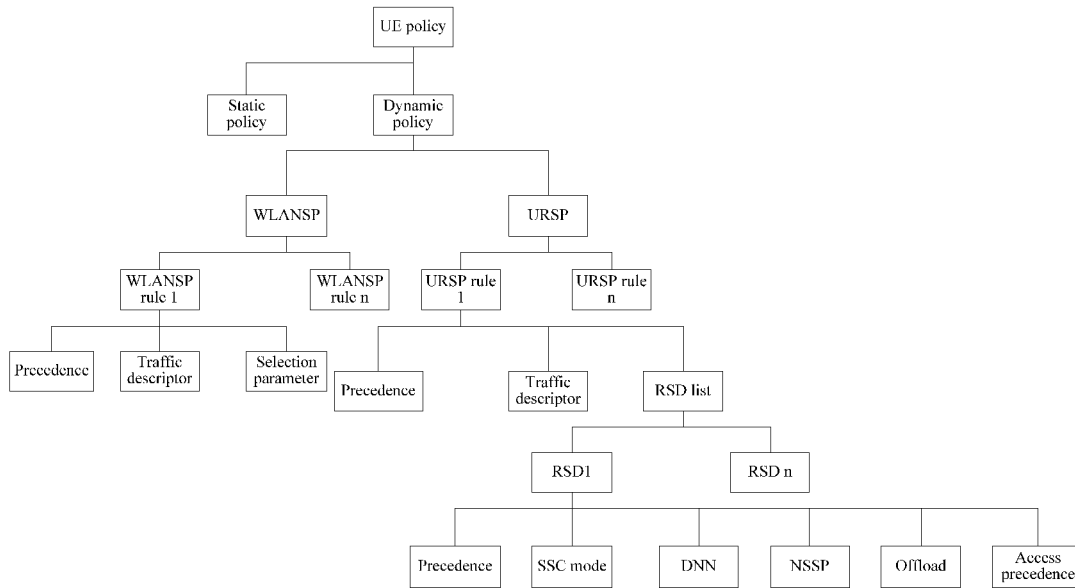 UE policy
Static
policy
Dynamic
policy
WLANSP
URSP
WLANSP
rule 1
WLANSP
rule n
URSP rule
1
URSP rule
n
Precedence
Traffic
descriptor
Selection
parameter
Precedence
Traffic
descriptor
RSD list
RSD1
RSD n
Precedence
SSC mode
DNN
NSSP
Offload
Access
precedence